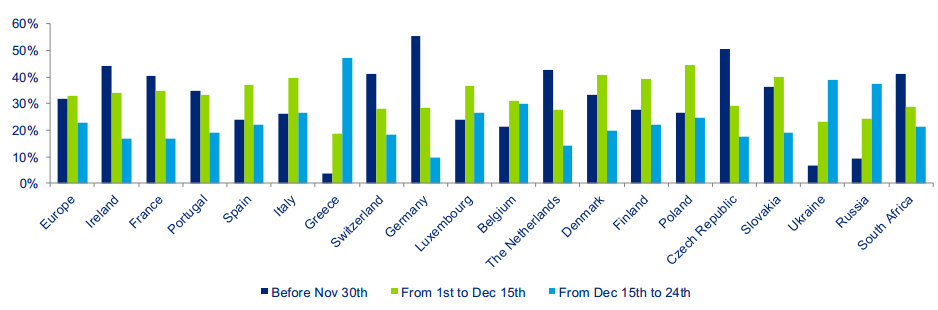 60%
50%
40%
30%
20%
10%
0%
Europe
Ireland
France
Portugal
Spain
Italy
Greece
Switzerland
Germany
Luxembourg
Belgium
The Netherlands
Denmark
Finland
Poland
Czech Republic
Slovakia
Ukraine
Russia
South Africa
Before Nov 30th From 1st to Dec 15th From Dec 15th to 24th